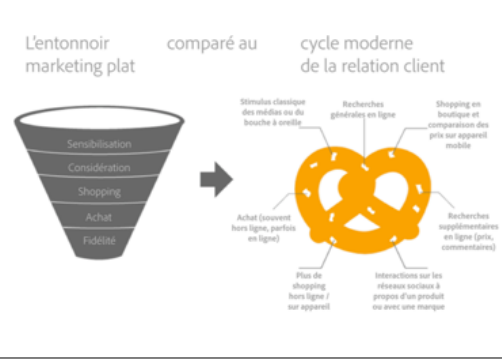 L'entonnoir
marketing plat
comparé au
cycle moderne
de la relation client
Sensibilisation
Considération
Shopping
Achat
Fidélité
Stimulus classique
des médias ou du
bouche à oreille
Recherches
générales en ligne
Shopping en
boutique et
comparaison des
prix sur appareil
mobile
Achat (souvent
hors ligne, parfois
en ligne)
Recherches
supplémentaires
en ligne (prix,
commentaires)
Plus de
shopping
hors ligne /
sur appareil
Interactions sur les
réseaux sociaux à
propos d'un produit
ou avec une marque